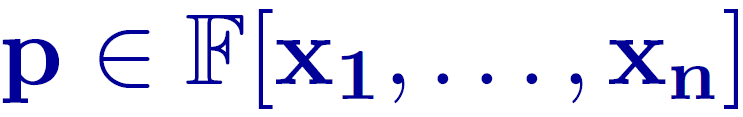 p ∈ 𝔽[x₁, . . . , xₙ]